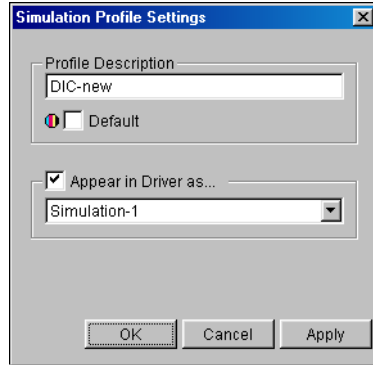 Simulation Profile Settings
Profile Description
DIC-new
Default
Appear in Driver as...
Simulation-1
OK Cancel Apply